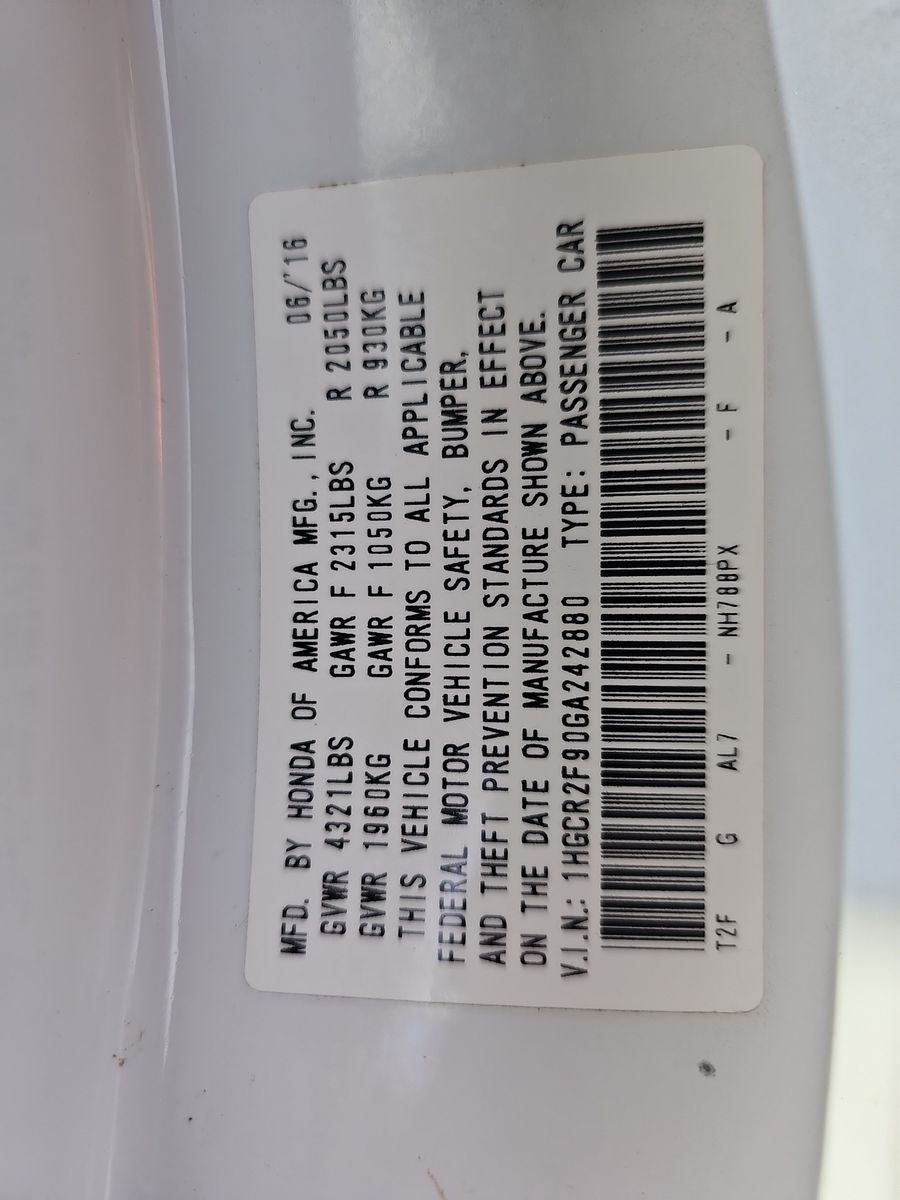 MFD. BY HONDA OF AMERICA MFG., INC. 06/'16
GVWR 4321LBS GAWR F 2315LBS R 2050LBS
GVWR 1960KG GAWR F 1050KG R 930KG
THIS VEHICLE CONFORMS TO ALL APPLICABLE
FEDERAL MOTOR VEHICLE SAFETY, BUMPER,
AND THEFT PREVENTION STANDARDS IN EFFECT
ON THE DATE OF MANUFACTURE SHOWN ABOVE.
V.I.N.: 1HGCR2F90GA242880 TYPE: PASSENGER CAR
T2F G AL7 - NH788PX - F - A